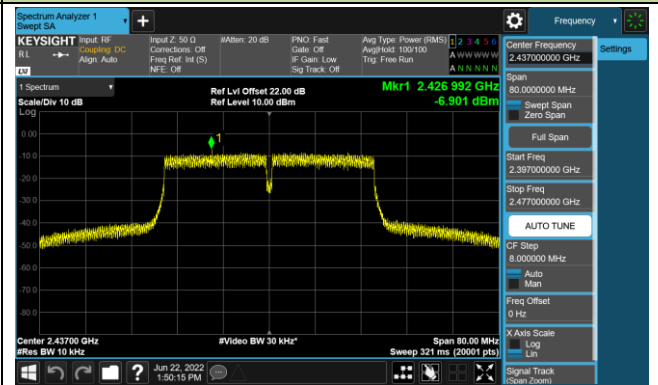 Spectrum Analyzer 1
Swept SA
Frequency
KEYSIGHT
RL
Input: RF
Coupling: DC
Align: Auto
Input Z: 50 Ω
Corrections: Off
Freq Ref: Int (S)
NFE: Off
#Atten: 20 dB
PNO: Fast
Gate: Off
IF Gain: Low
Sig Track: Off
Avg Type: Power (RMS)
Avg|Hold: 100/100
Trig: Free Run
1 2 3 4 5 6
A W W W W W
A N N N N N
LXI
1 Spectrum
Scale/Div 10 dB
Log
Ref Lvl Offset 22.00 dB
Ref Level 10.00 dBm
Mkr1 2.426 992 GHz
-6.901 dBm
1
0.00
-10.0
-20.0
-30.0
-40.0
-50.0
-60.0
-70.0
-80.0
Center 2.43700 GHz
#Res BW 10 kHz
#Video BW 30 kHz*
Span 80.00 MHz
Sweep 321 ms (20001 pts)
Jun 22, 2022
1:50:15 PM
Center Frequency
2.437000000 GHz
Settings
Span
80.0000000 MHz
Swept Span
Zero Span
Full Span
Start Freq
2.397000000 GHz
Stop Freq
2.477000000 GHz
AUTO TUNE
CF Step
8.000000 MHz
Auto
Man
Freq Offset
0 Hz
X Axis Scale
Log
Lin
Signal Track
(Span Zoom)